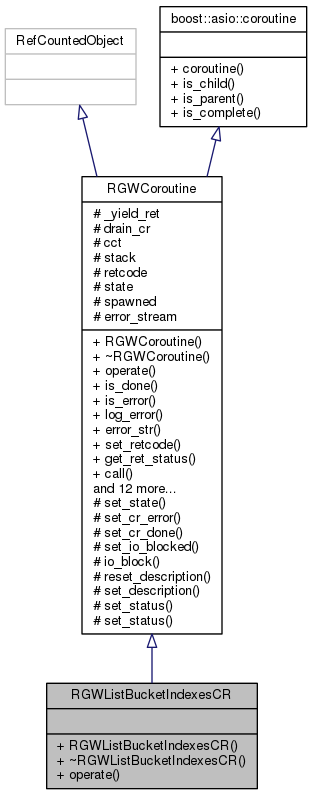 RefCountedObject
boost::asio::coroutine
+ coroutine()
+ is_child()
+ is_parent()
+ is_complete()
RGWCoroutine
# _yield_ret
# drain_cr
# cct
# stack
# retcode
# state
# spawned
# error_stream
+ RGWCoroutine()
+ ~RGWCoroutine()
+ operate()
+ is_done()
+ is_error()
+ log_error()
+ error_str()
+ set_retcode()
+ get_ret_status()
+ call()
and 12 more...
# set_state()
# set_cr_error()
# set_cr_done()
# set_io_blocked()
# io_block()
# reset_description()
# set_description()
# set_status()
# set_status()
RGWListBucketIndexesCR
+ RGWListBucketIndexesCR()
+ ~RGWListBucketIndexesCR()
+ operate()